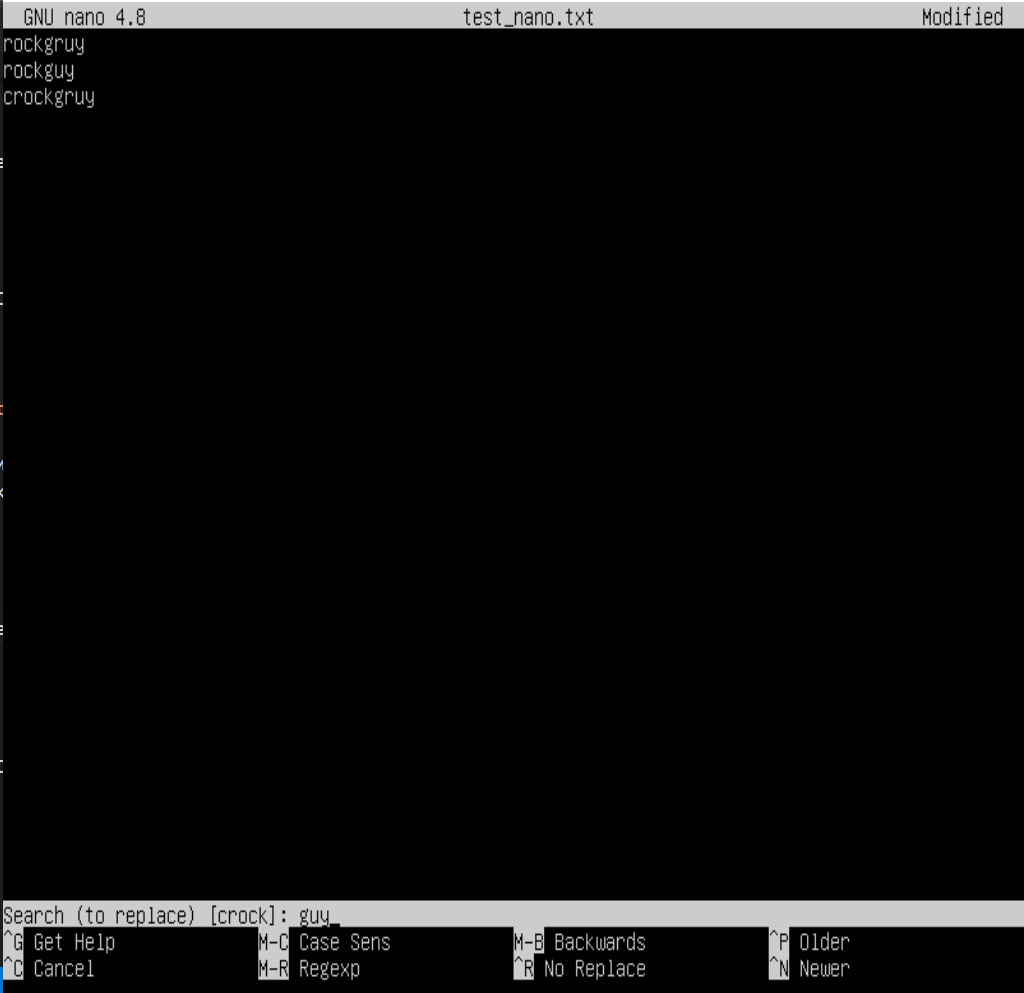 GNU nano 4.8 test_nano.txt Modified
rockgruy
rockguy
crockgruy
Search (to replace) [crock]: guy_
^G Get Help M-C Case Sens M-B Backwards ^P Older
^C Cancel M-R Regexp ^R No Replace ^N Newer